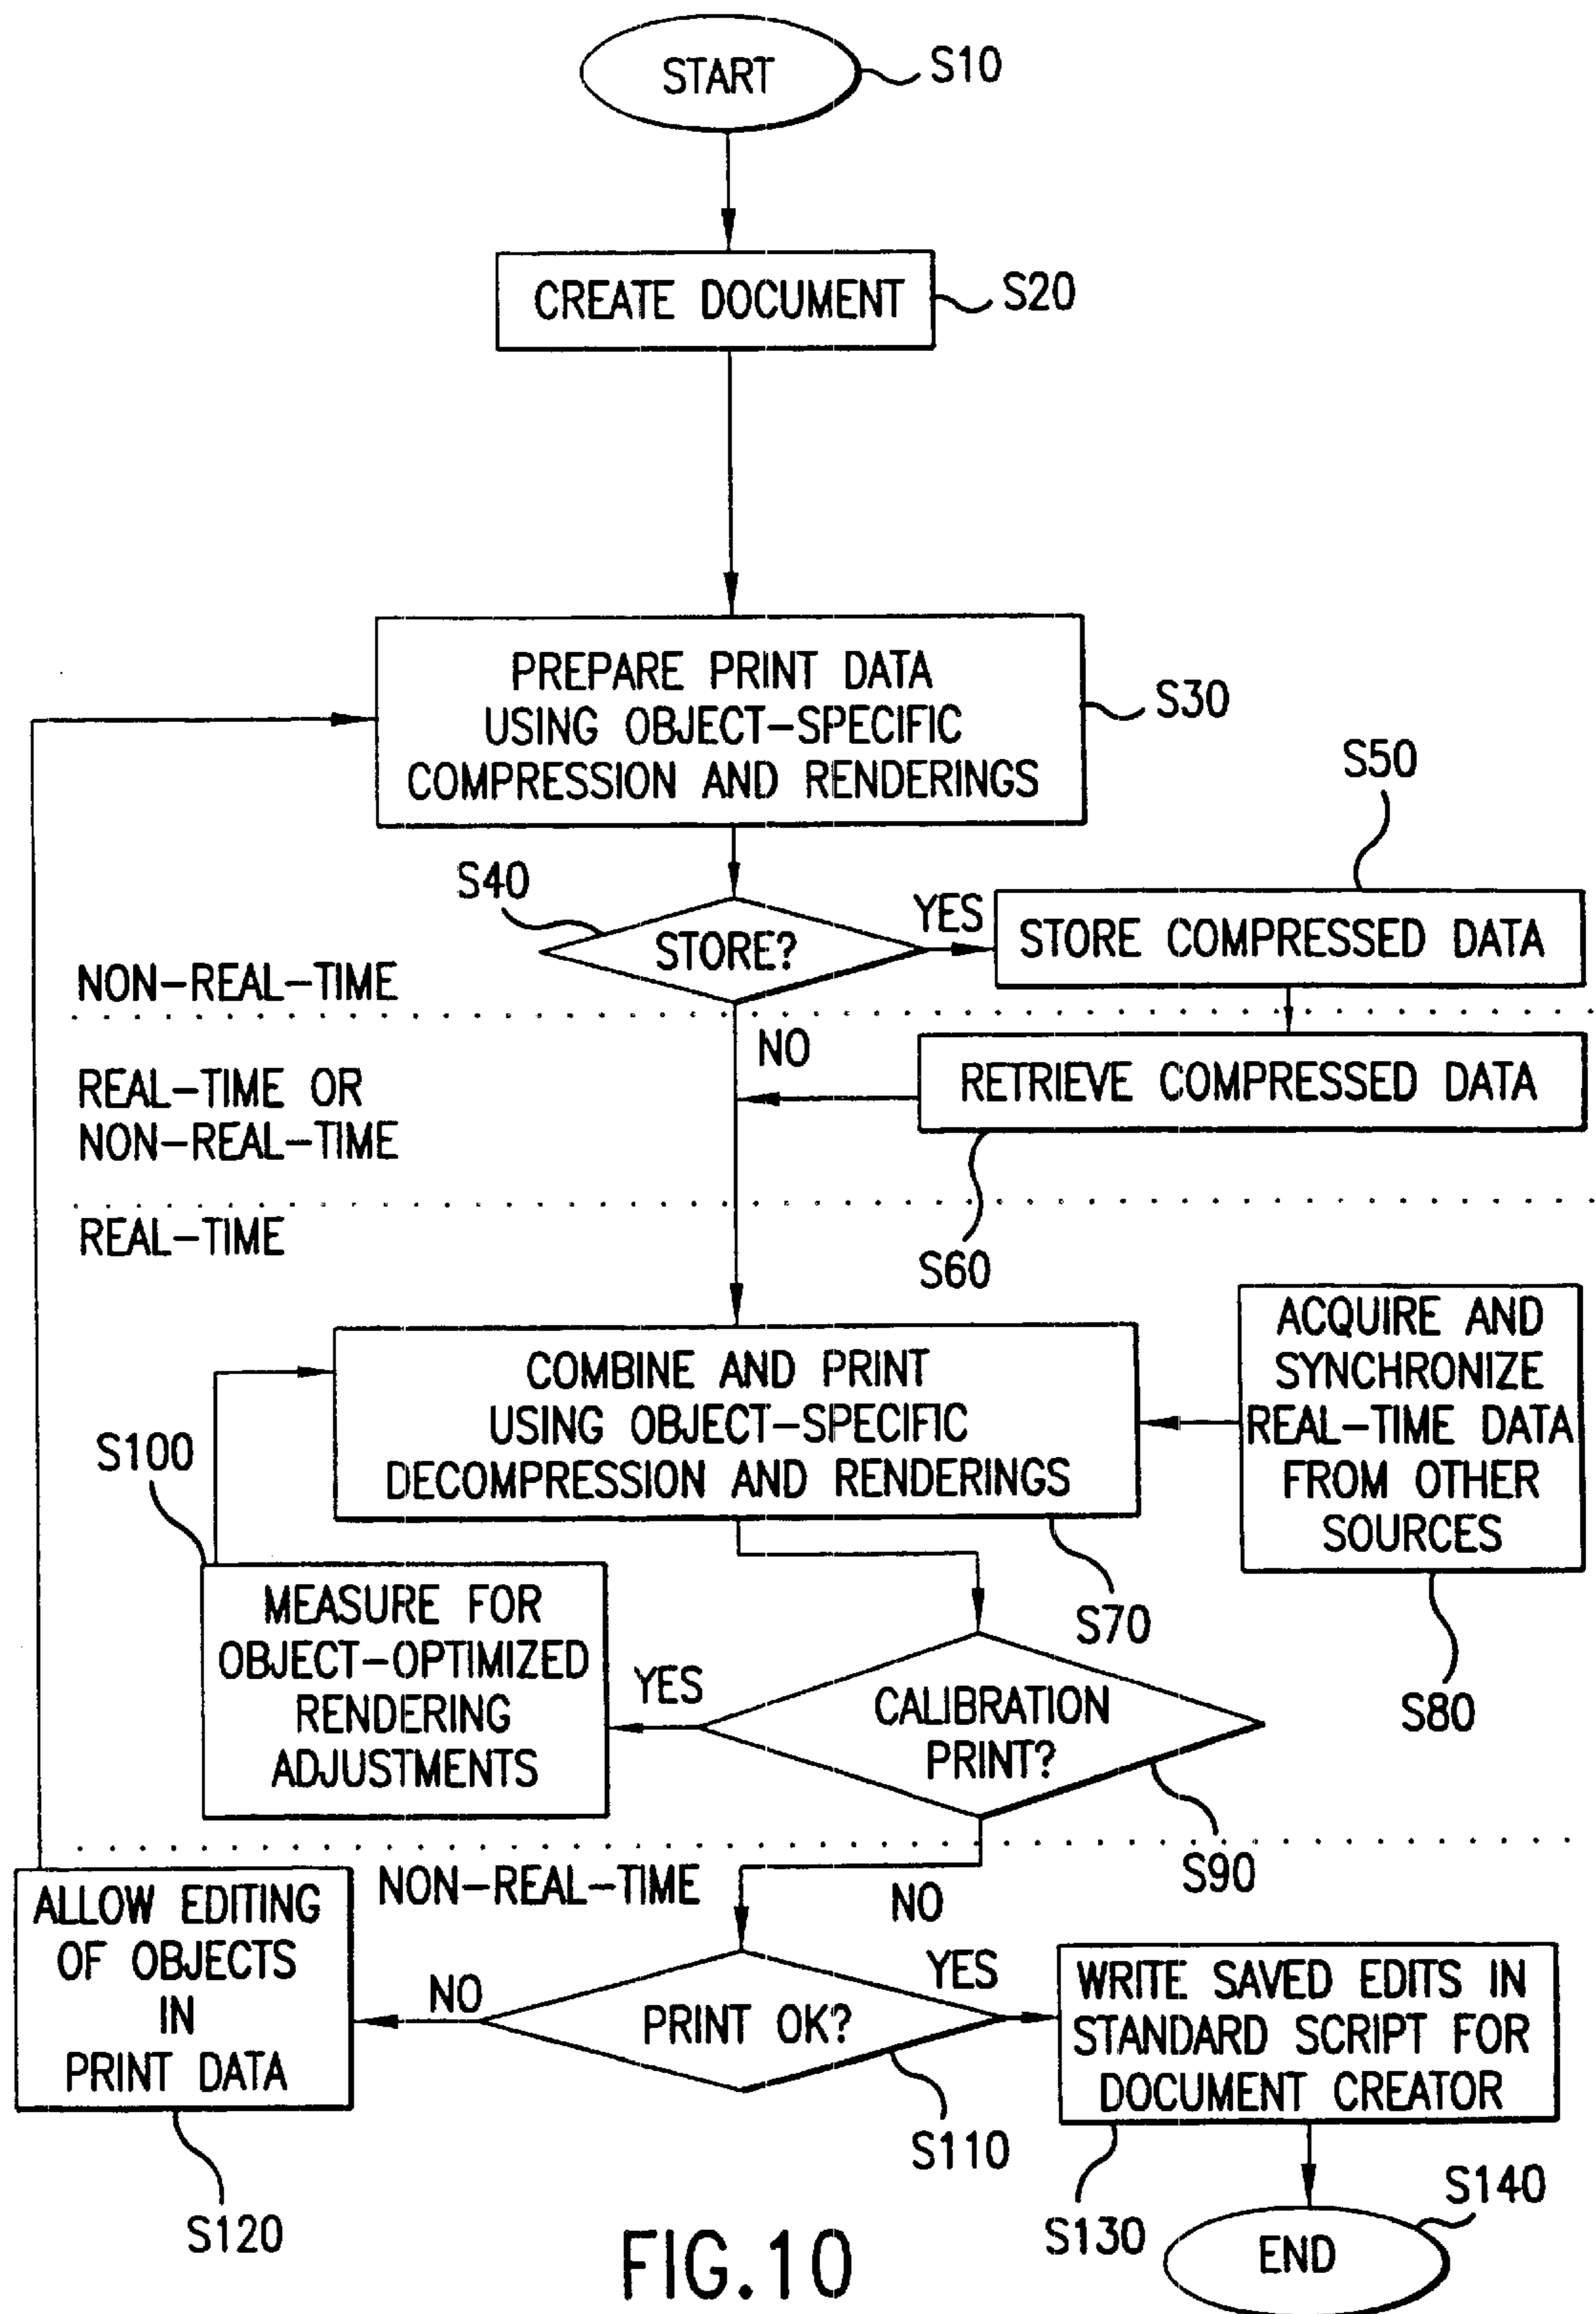 START
S10
CREATE DOCUMENT
S20
PREPARE PRINT DATA
USING OBJECT-SPECIFIC
COMPRESSION AND RENDERINGS
S30
S40
STORE?
YES
S50
STORE COMPRESSED DATA
NON-REAL-TIME
NO
RETRIEVE COMPRESSED DATA
REAL-TIME OR
NON-REAL-TIME
S60
REAL-TIME
COMBINE AND PRINT
USING OBJECT-SPECIFIC
DECOMPRESSION AND RENDERINGS
S70
ACQUIRE AND
SYNCHRONIZE
REAL-TIME DATA
FROM OTHER
SOURCES
S80
S100
MEASURE FOR
OBJECT-OPTIMIZED
RENDERING
ADJUSTMENTS
YES
CALIBRATION
PRINT?
S90
NON-REAL-TIME
NO
ALLOW EDITING
OF OBJECTS
IN
PRINT DATA
S120
NO
PRINT OK?
S110
YES
WRITE SAVED EDITS IN
STANDARD SCRIPT FOR
DOCUMENT CREATOR
S130
S140
END
FIG.10